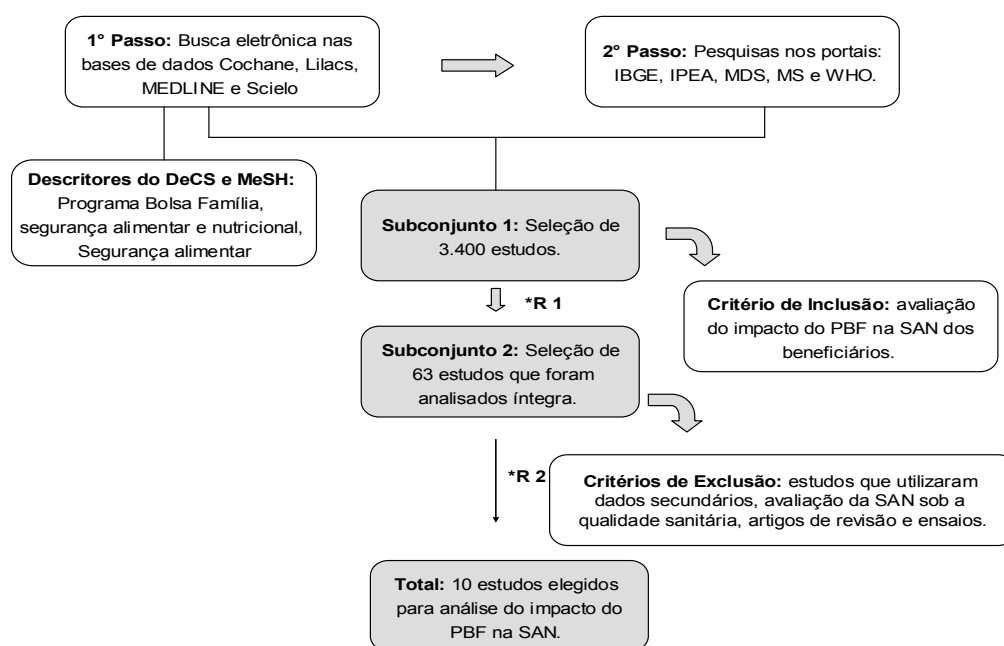 1° Passo: Busca eletrônica nas
bases de dados Cochane, Lilacs,
MEDLINE e Scielo
2° Passo: Pesquisas nos portais:
IBGE, IPEA, MDS, MS e WHO.
Descritores do DeCS e MeSH:
Programa Bolsa Família,
segurança alimentar e nutricional,
Segurança alimentar
Subconjunto 1: Seleção de
3.400 estudos.
*R 1
Critério de Inclusão: avaliação
do impacto do PBF na SAN dos
beneficiários.
Subconjunto 2: Seleção de
63 estudos que foram
analisados íntegra.
*R 2
Critérios de Exclusão: estudos que utilizaram
dados secundários, avaliação da SAN sob a
qualidade sanitária, artigos de revisão e ensaios.
Total: 10 estudos elegidos
para análise do impacto do
PBF na SAN.